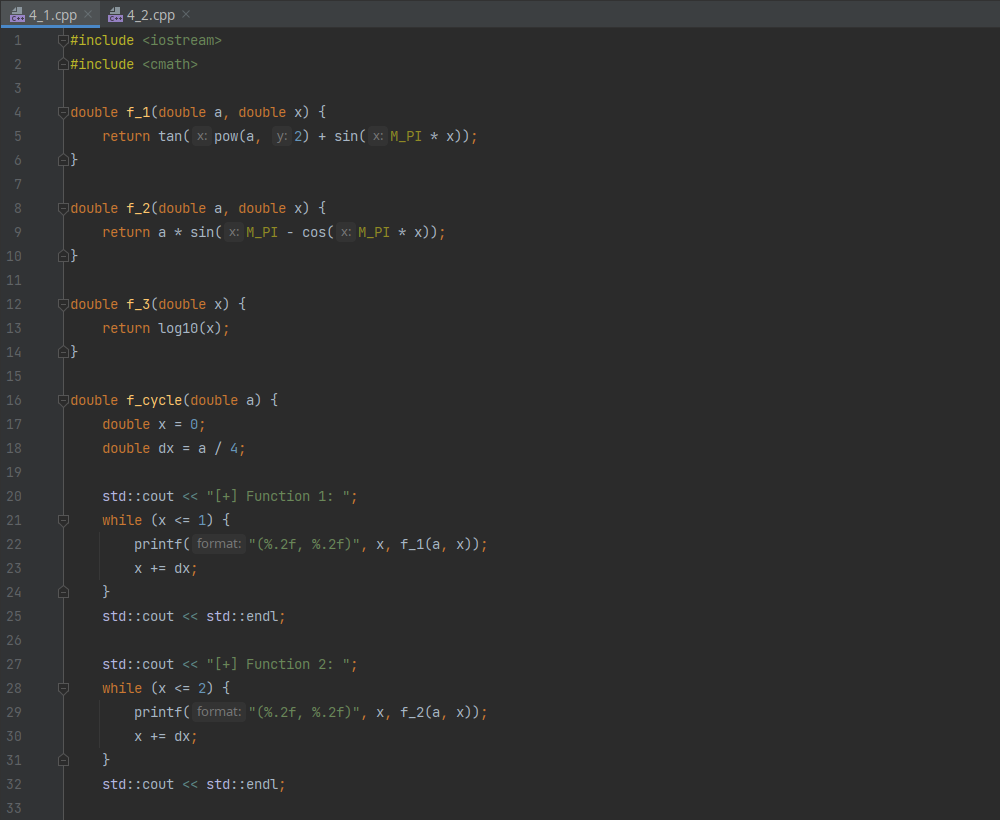 4_1.cpp 4_2.cpp
1 #include <iostream>
2 #include <cmath>
3
4 double f_1(double a, double x) {
5     return tan( x: pow(a, y: 2) + sin( x: M_PI * x));
6 }
7
8 double f_2(double a, double x) {
9     return a * sin( x: M_PI - cos( x: M_PI * x));
10 }
11
12 double f_3(double x) {
13     return log10(x);
14 }
15
16 double f_cycle(double a) {
17     double x = 0;
18     double dx = a / 4;
19
20     std::cout << "[+] Function 1: ";
21     while (x <= 1) {
22         printf( format: "(%.2f, %.2f)", x, f_1(a, x));
23         x += dx;
24     }
25     std::cout << std::endl;
26
27     std::cout << "[+] Function 2: ";
28     while (x <= 2) {
29         printf( format: "(%.2f, %.2f)", x, f_2(a, x));
30         x += dx;
31     }
32     std::cout << std::endl;
33